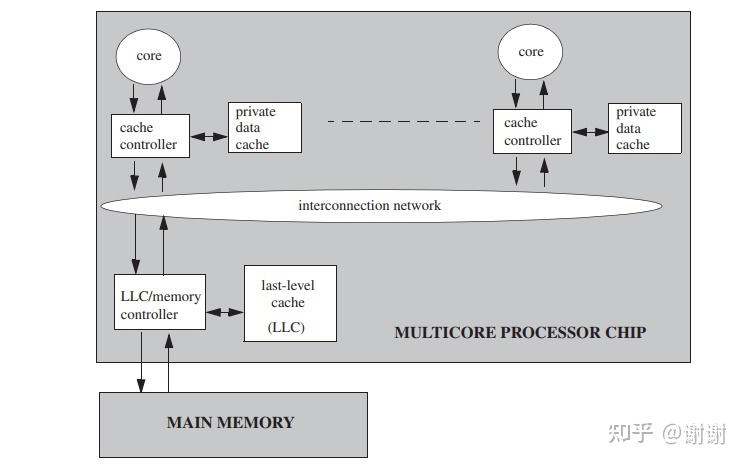 core
core
cache
controller
private
data
cache
cache
controller
private
data
cache
interconnection network
LLC/memory
controller
last-level
cache
(LLC)
MULTICORE PROCESSOR CHIP
MAIN MEMORY
知乎 @谢谢